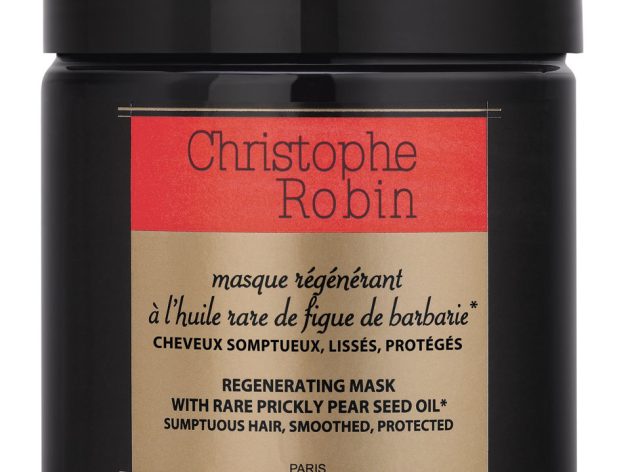 Christophe
Robin
masque régénérant
à l'huile rare de figue de barbarie*
CHEVEUX SOMPTUEUX, LISSÉS, PROTÉGÉS
REGENERATING MASK
WITH RARE PRICKLY PEAR SEED OIL*
SUMPTUOUS HAIR, SMOOTHED, PROTECTED
PARIS